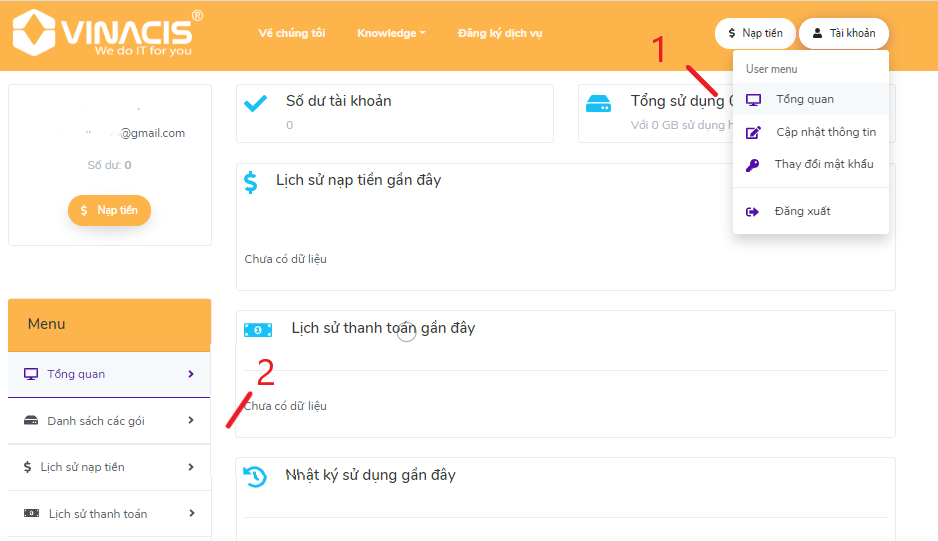 VINACIS®
We do IT for you
Về chúng tôi
Knowledge
Đăng ký dịch vụ
$ Nạp tiền
Tài khoản
1
User menu
Tổng quan
Cập nhật thông tin
Thay đổi mật khẩu
Đăng xuất
@gmail.com
Số dư: 0
$ Nạp tiền
Số dư tài khoản
0
Tổng sử dụng
Với 0 GB sử dụng
$ Lịch sử nạp tiền gần đây
Chưa có dữ liệu
Menu
Tổng quan
Danh sách các gói
$ Lịch sử nạp tiền
Lịch sử thanh toán
Lịch sử thanh toán gần đây
2
Chưa có dữ liệu
Nhật ký sử dụng gần đây